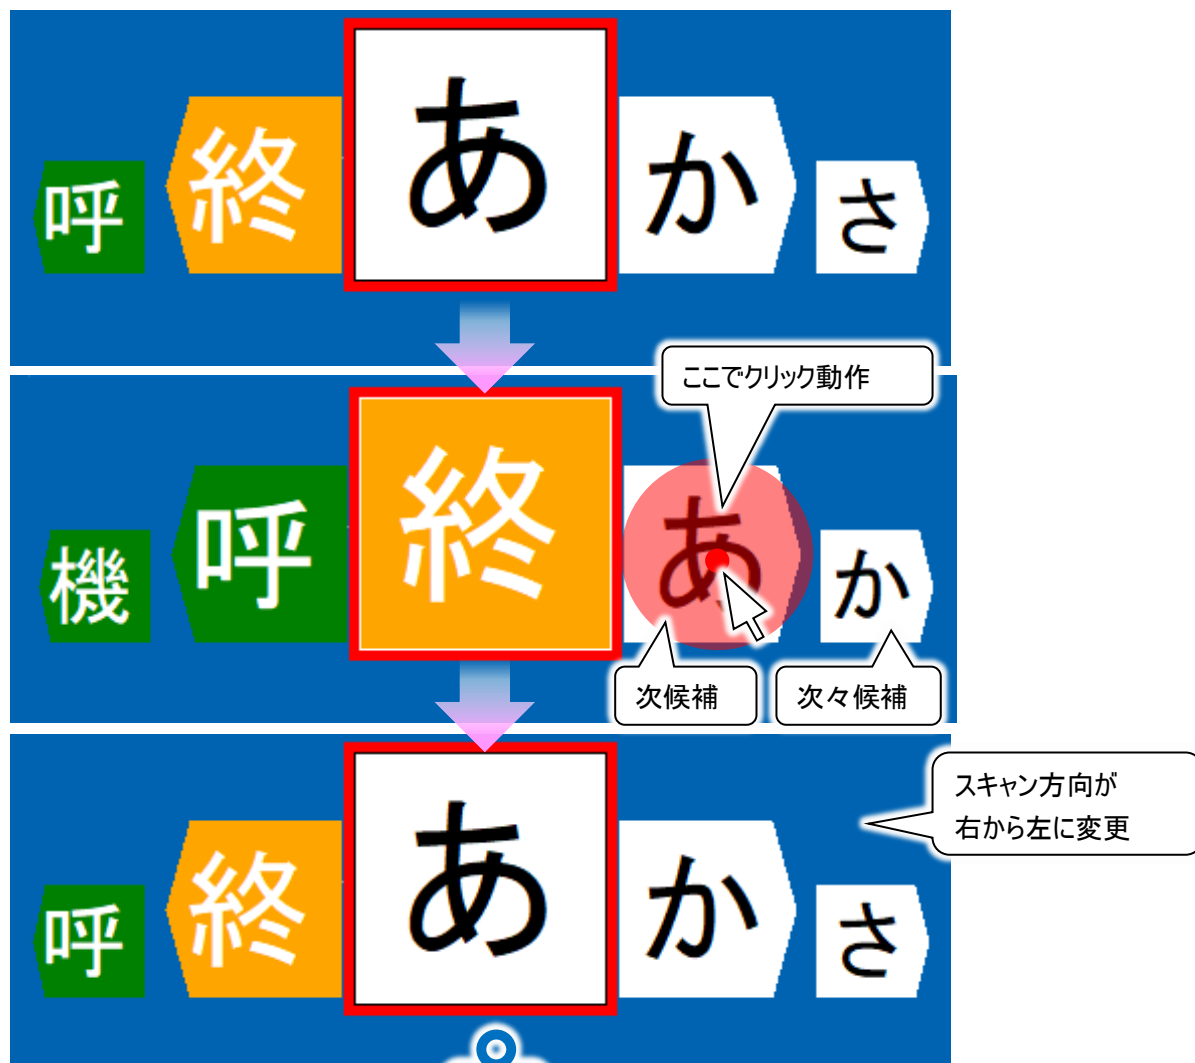 呼 終 あ か さ
ここでクリック動作
機 呼 終 あ か
次候補 次々候補
スキャン方向が
右から左に変更
呼 終 あ か さ